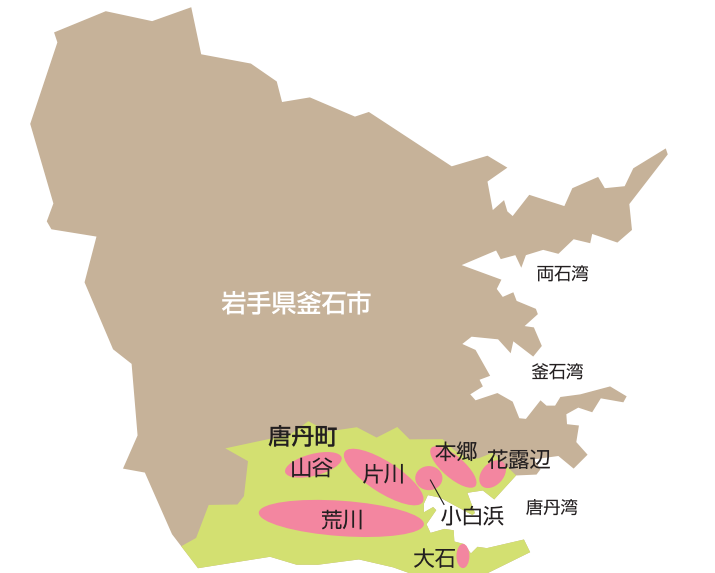 両石湾
岩手県釜石市
釜石湾
唐丹町
本郷
花露辺
山谷
片川
小白浜
唐丹湾
荒川
大石